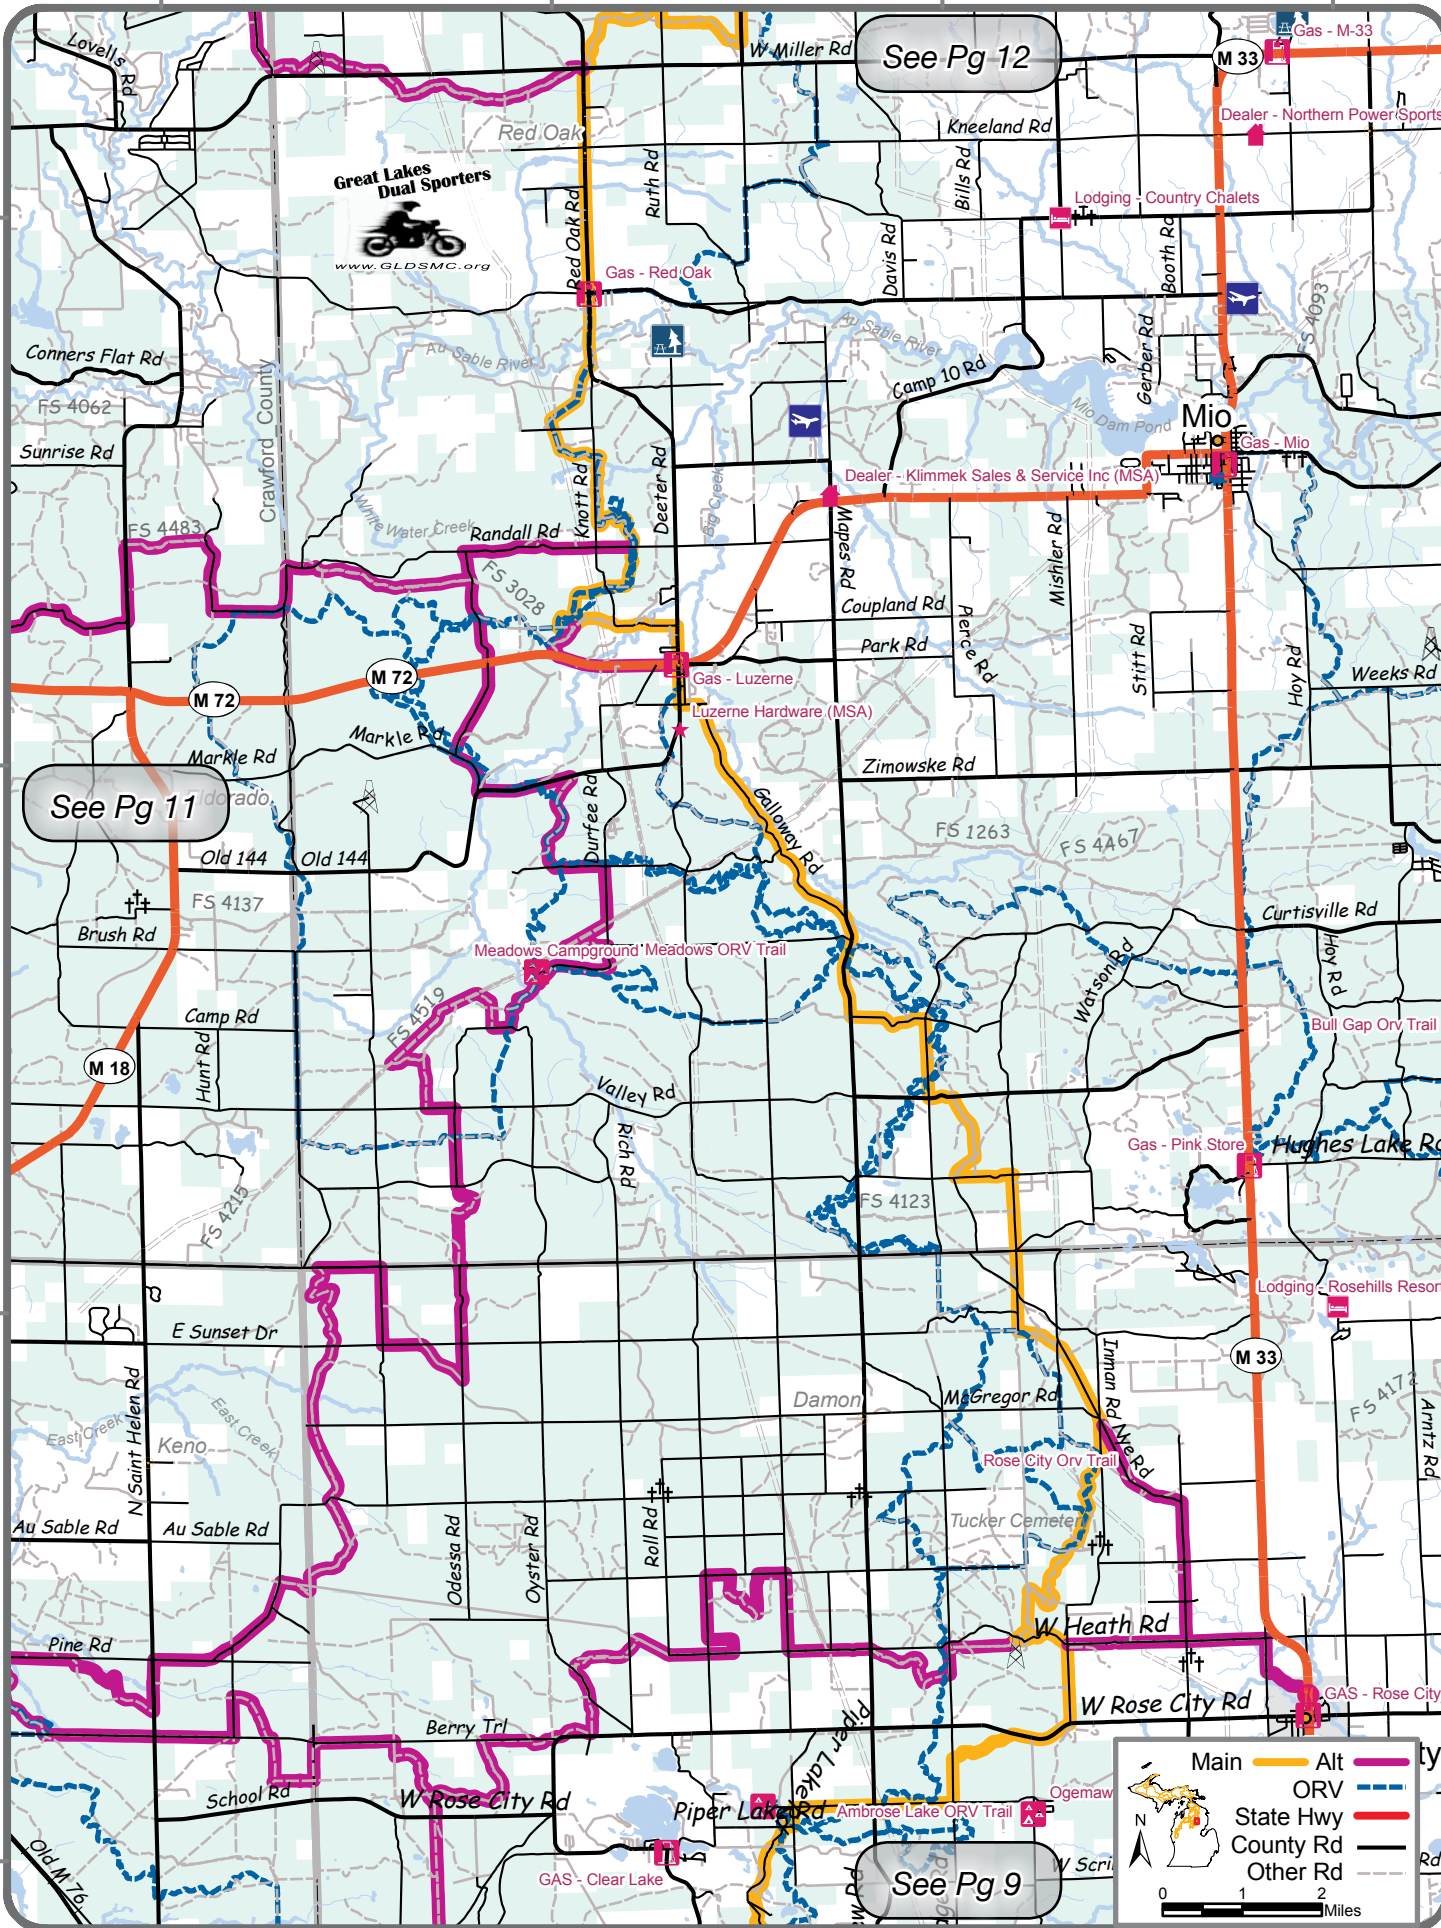 Lovells Rd
W Miller Rd
See Pg 12
M 33
Gas - M-33
Dealer - Northern Power Sports
Red Oak
Kneeland Rd
Great Lakes
Dual Sporters
www.GLDSMC.org
Ruth Rd
Bills Rd
Lodging - Country Chalets
Red Oak Rd
Davis Rd
Booth Rd
Gas - Red Oak
FS 4093
Au Sable River
Au Sable River
Gerber Rd
Conners Flat Rd
Camp 10 Rd
FS 4062
Crawford County
Mio Dam Pond
Mio
Sunrise Rd
Gas - Mio
Knott Rd
Deeter Rd
Big Creek
Dealer - Klimmek Sales & Service Inc (MSA)
White Water Creek
FS 4483
Randall Rd
Wapes Rd
Mishler Rd
FS 3028
Coupland Rd
Pierce Rd
Park Rd
Stitt Rd
Hoy Rd
Weeks Rd
M 72
M 72
Gas - Luzerne
Luzerne Hardware (MSA)
Markle Rd
Markle Rd
Zimowske Rd
See Pg 11
Eldorado
Durfee Rd
Galloway Rd
FS 1263
FS 4467
Old 144
Old 144
FS 4137
Curtisville Rd
Brush Rd
Meadows Campground
Meadows ORV Trail
Watson Rd
Hoy Rd
FS 4519
Camp Rd
Bull Gap Orv Trail
Hunt Rd
M 18
Valley Rd
Rich Rd
Gas - Pink Store
Hughes Lake Rd
FS 4215
FS 4123
Lodging - Rosehills Resor
E Sunset Dr
M 33
N Saint Helen Rd
Inman Rd
McGregor Rd
Damon
FS 4172
Arntz Rd
East Creek
East Creek
Keno
Nye Rd
Rose City Orv Trail
Au Sable Rd
Au Sable Rd
Odessa Rd
Oyster Rd
Roll Rd
Tucker Cemeter
Pine Rd
W Heath Rd
GAS - Rose City
W Rose City Rd
Berry Trl
Piper Lake
School Rd
W Rose City Rd
Piper Lake Rd
Ambrose Lake ORV Trail
Ogemaw
Old M 76
GAS - Clear Lake
See Pg 9
W Scri
Rd
ty
Main
Alt
ORV
State Hwy
County Rd
Other Rd
N
0 1 2
Miles